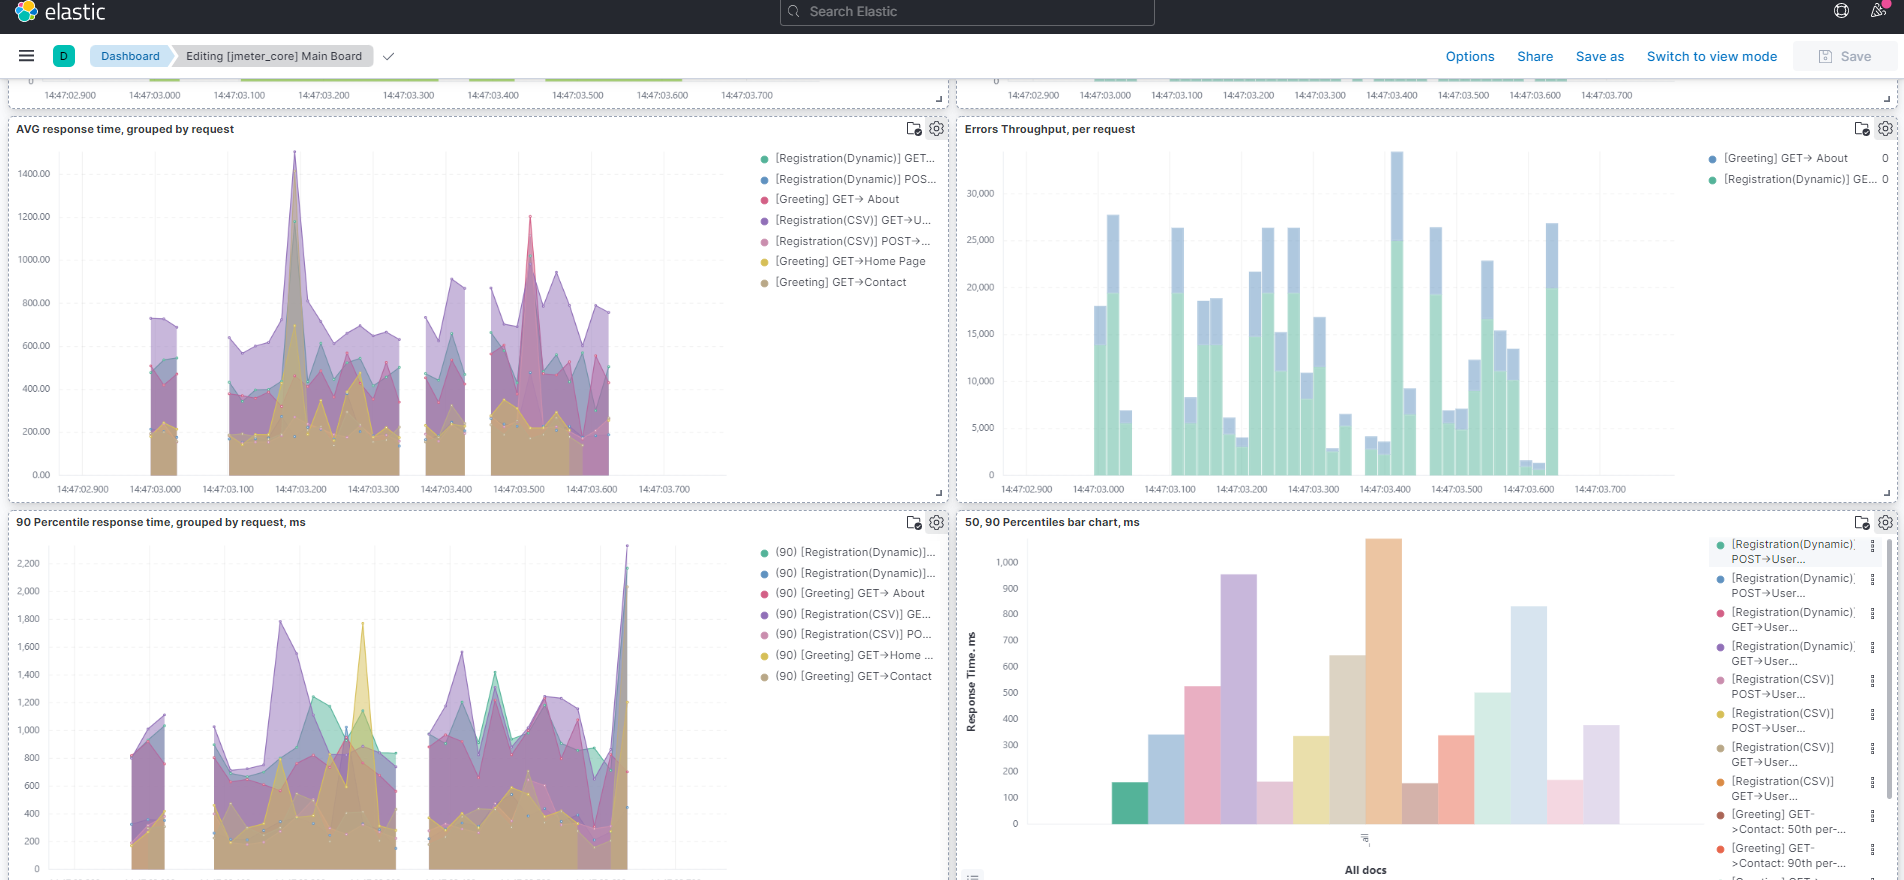 elastic
Search Elastic
D
Dashboard
Editing [jmeter_core] Main Board
Options
Share
Save as
Switch to view mode
Save
0
14:47:02.900 14:47:03.000 14:47:03.100 14:47:03.200 14:47:03.300 14:47:03.400 14:47:03.500 14:47:03.600 14:47:03.700
0
14:47:02.900 14:47:03.000 14:47:03.100 14:47:03.200 14:47:03.300 14:47:03.400 14:47:03.500 14:47:03.600 14:47:03.700
AVG response time, grouped by request
1400.00
1200.00
1000.00
800.00
600.00
400.00
200.00
0.00
14:47:02.900 14:47:03.000 14:47:03.100 14:47:03.200 14:47:03.300 14:47:03.400 14:47:03.500 14:47:03.600 14:47:03.700
[Registration(Dynamic)] GET...
[Registration(Dynamic)] POS...
[Greeting] GET→ About
[Registration(CSV)] GET→U...
[Registration(CSV)] POST→...
[Greeting] GET→Home Page
[Greeting] GET→Contact
Errors Throughput, per request
30,000
25,000
20,000
15,000
10,000
5,000
0
14:47:02.900 14:47:03.000 14:47:03.100 14:47:03.200 14:47:03.300 14:47:03.400 14:47:03.500 14:47:03.600 14:47:03.700
[Greeting] GET→ About 0
[Registration(Dynamic)] GE... 0
90 Percentile response time, grouped by request, ms
2,200
2,000
1,800
1,600
1,400
1,200
1,000
800
600
400
200
0
(90) [Registration(Dynamic)]...
(90) [Registration(Dynamic)]...
(90) [Greeting] GET→ About
(90) [Registration(CSV)] GE...
(90) [Registration(CSV)] PO...
(90) [Greeting] GET→Home ...
(90) [Greeting] GET→Contact
50, 90 Percentiles bar chart, ms
Response Time. ms
1,000
900
800
700
600
500
400
300
200
100
0
_all
All docs
[Registration(Dynamic)]
POST→User...
[Registration(Dynamic)]
POST→User...
[Registration(Dynamic)]
GET→User...
[Registration(Dynamic)]
GET→User...
[Registration(CSV)]
POST→User...
[Registration(CSV)]
POST→User...
[Registration(CSV)]
GET→User...
[Registration(CSV)]
GET→User...
[Greeting] GET-
>Contact: 50th per-...
[Greeting] GET-
>Contact: 90th per-...